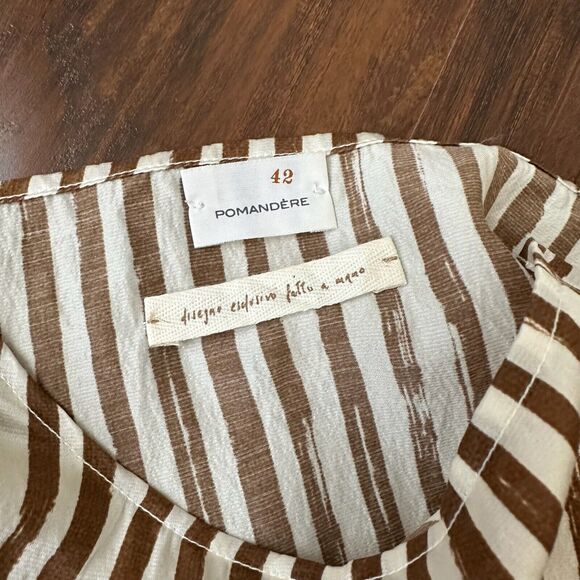 42
POMANDÈRE
disegno esclusivo fatto a mano